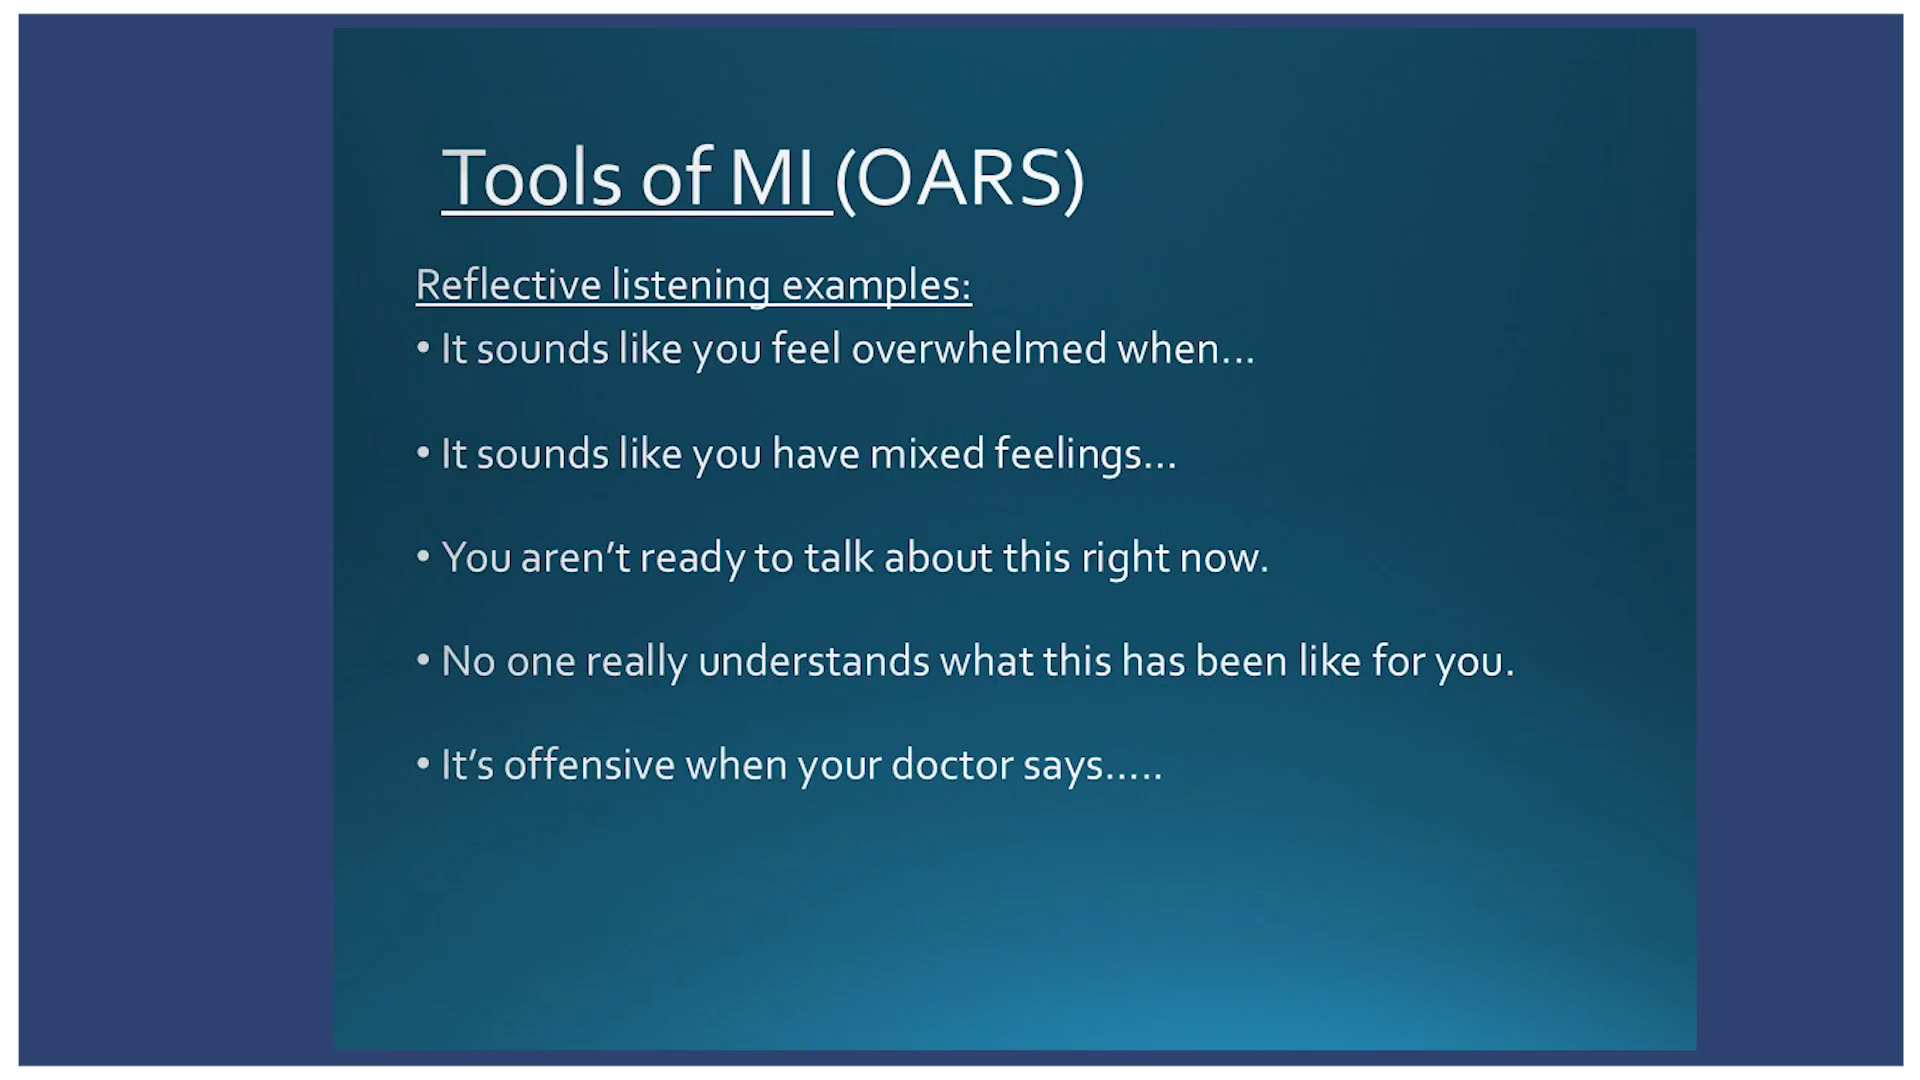 Tools of MI (OARS)
Reflective listening examples:
• It sounds like you feel overwhelmed when...
• It sounds like you have mixed feelings...
• You aren’t ready to talk about this right now.
• No one really understands what this has been like for you.
• It’s offensive when your doctor says.....